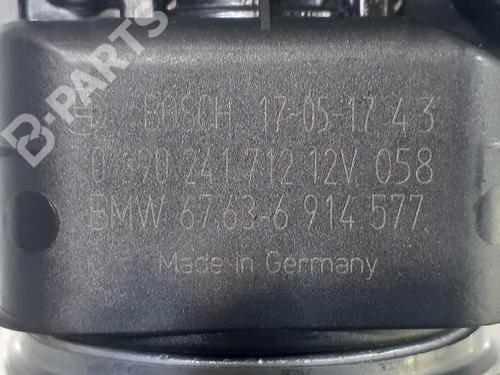 B-PARTS
BOSCH 17-05-17 43
0 390 241 712 12V 058
BMW 67.63-6 914 577
Made in Germany